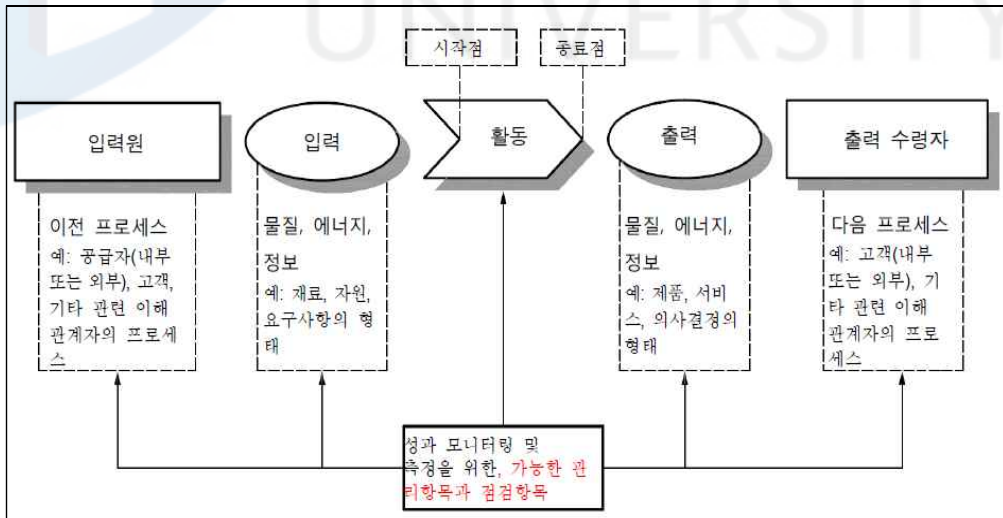 UNIVERSITY
시작점
종료점
입력원
입력
활동
출력
출력 수령자
이전 프로세스
예: 공급자(내부
또는 외부), 고객,
기타 관련 이해
관계자의 프로세
스
물질, 에너지,
정보
예: 재료, 자원,
요구사항의 형
태
물질, 에너지,
정보
예: 제품, 서비
스, 의사결정의
형태
다음 프로세스
예: 고객(내부
또는 외부), 기
타 관련 이해
관계자의 프로
세스
성과 모니터링 및
측정을 위한, 가능한 관
리항목과 점검항목